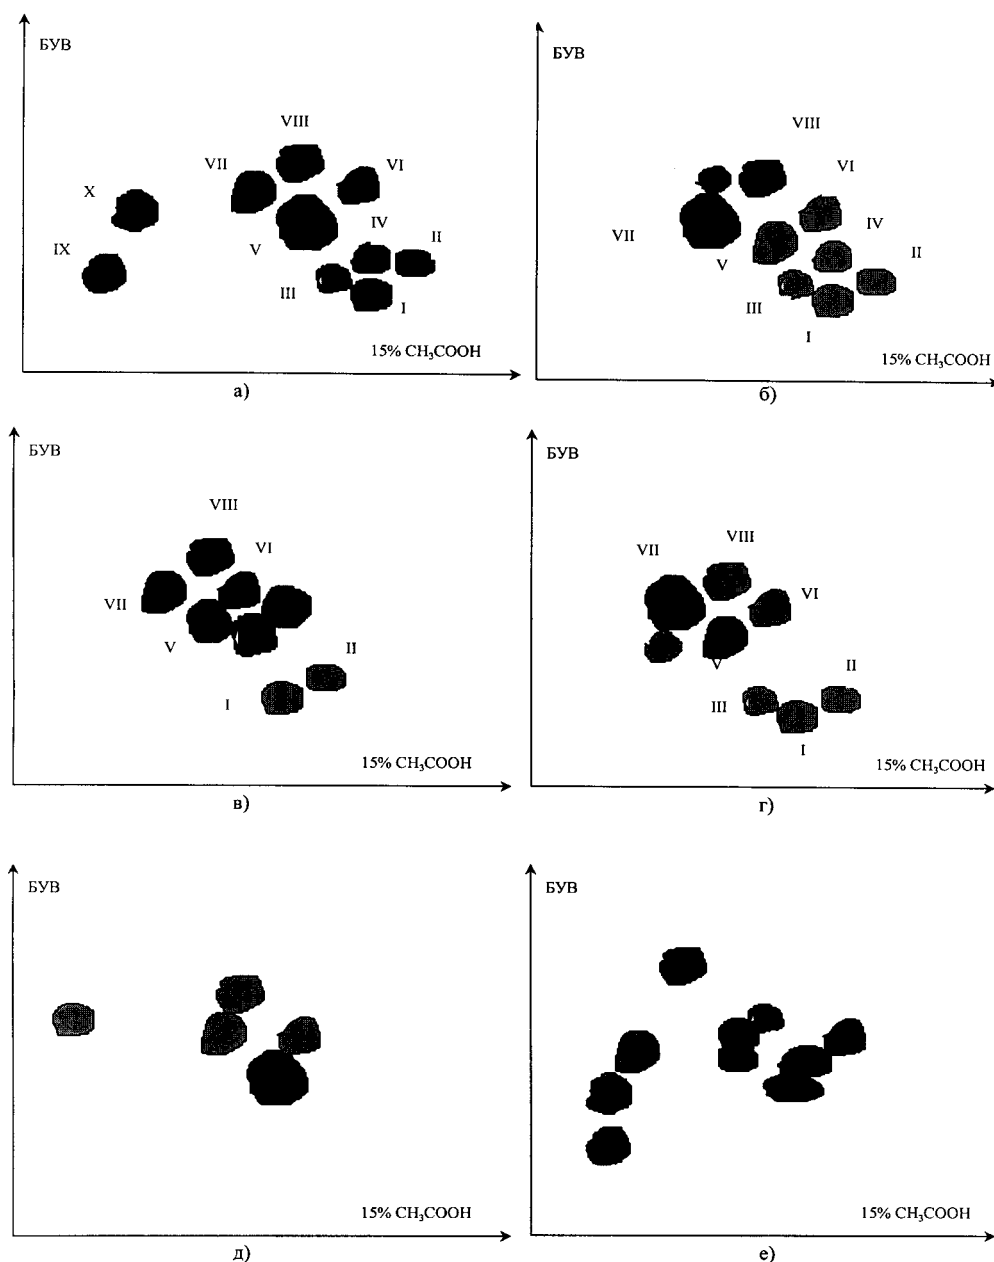 БУВ
VIII
VII
VI
X
IV
II
IX
V
III
I
15% CH₃COOH
а)
БУВ
VIII
VI
IV
VII
II
V
III
I
15% CH₃COOH
б)
БУВ
VIII
VI
VII
V
II
I
15% CH₃COOH
в)
БУВ
VII
VIII
VI
V
II
III
I
15% CH₃COOH
г)
БУВ
15% CH₃COOH
д)
БУВ
15% CH₃COOH
е)